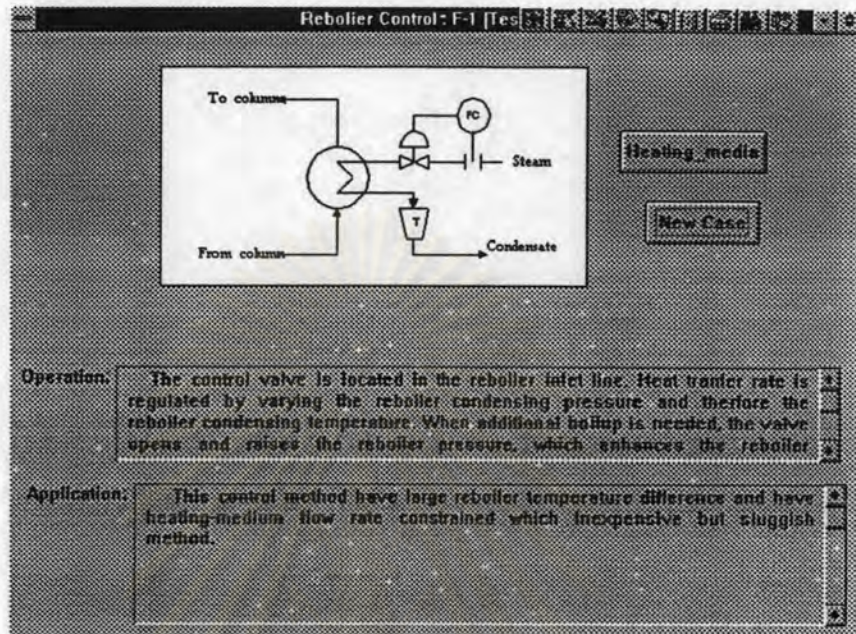 Rebolier Control : F-1 [Tes
To columns
FC
Steam
T
From column
Condensate
Heating_media
New Case
Operation:
The control valve is located in the reboiler inlet line. Heat tranfer rate is
regulated by varying the reboiler condensing pressure and therfore the
reboiler condensing temperature. When additional boilup is needed, the valve
opens and raises the reboiler pressure, which enhances the reboiler
Application:
This control method have large reboiler temperature difference and have
heating-medium flow rate constrained which inexpensive but sluggish
method.